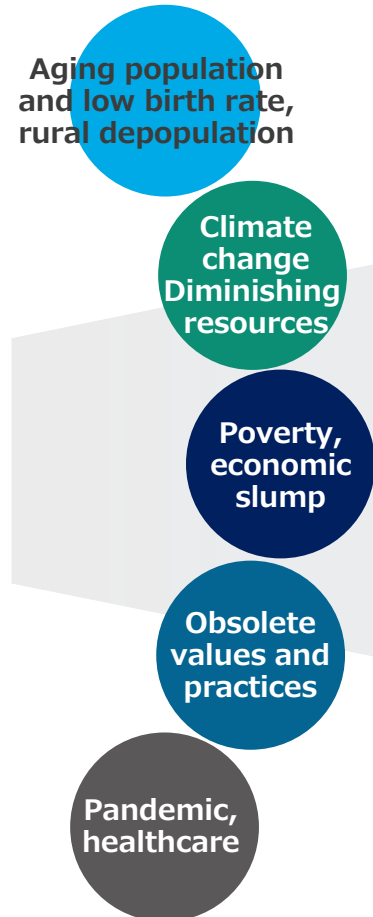 Aging population
and low birth rate,
rural depopulation
Climate
change
Diminishing
resources
Poverty,
economic
slump
Obsolete
values and
practices
Pandemic,
healthcare